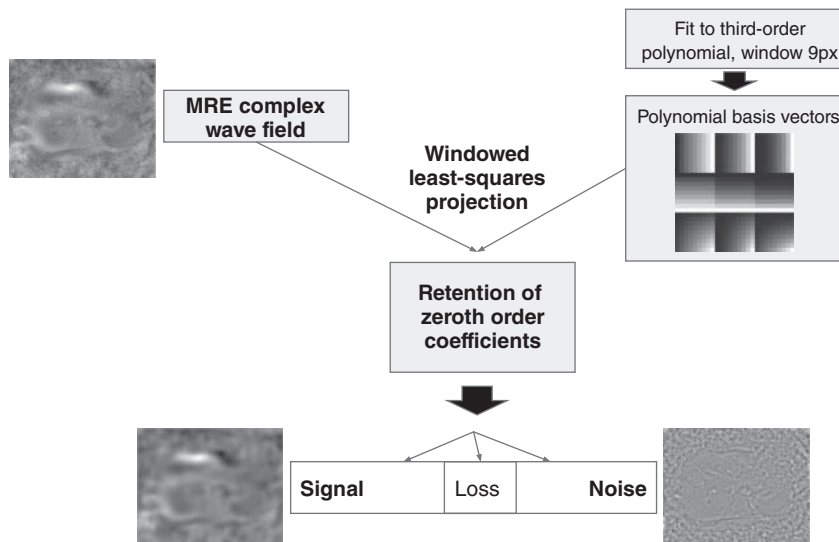 Fit to third-order
polynomial, window 9px
MRE complex
wave field
Polynomial basis vectors
Windowed
least-squares
projection
Retention of
zeroth order
coefficients
Signal
Loss
Noise